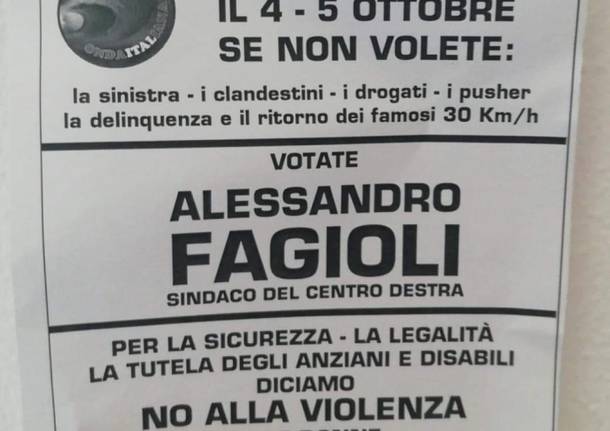 ONDAITALIANA
IL 4 - 5 OTTOBRE
SE NON VOLETE:
la sinistra - i clandestini - i drogati - i pusher
la delinquenza e il ritorno dei famosi 30 Km/h
VOTATE
ALESSANDRO
FAGIOLI
SINDACO DEL CENTRO DESTRA
PER LA SICUREZZA - LA LEGALITÀ
LA TUTELA DEGLI ANZIANI E DISABILI
DICIAMO
NO ALLA VIOLENZA